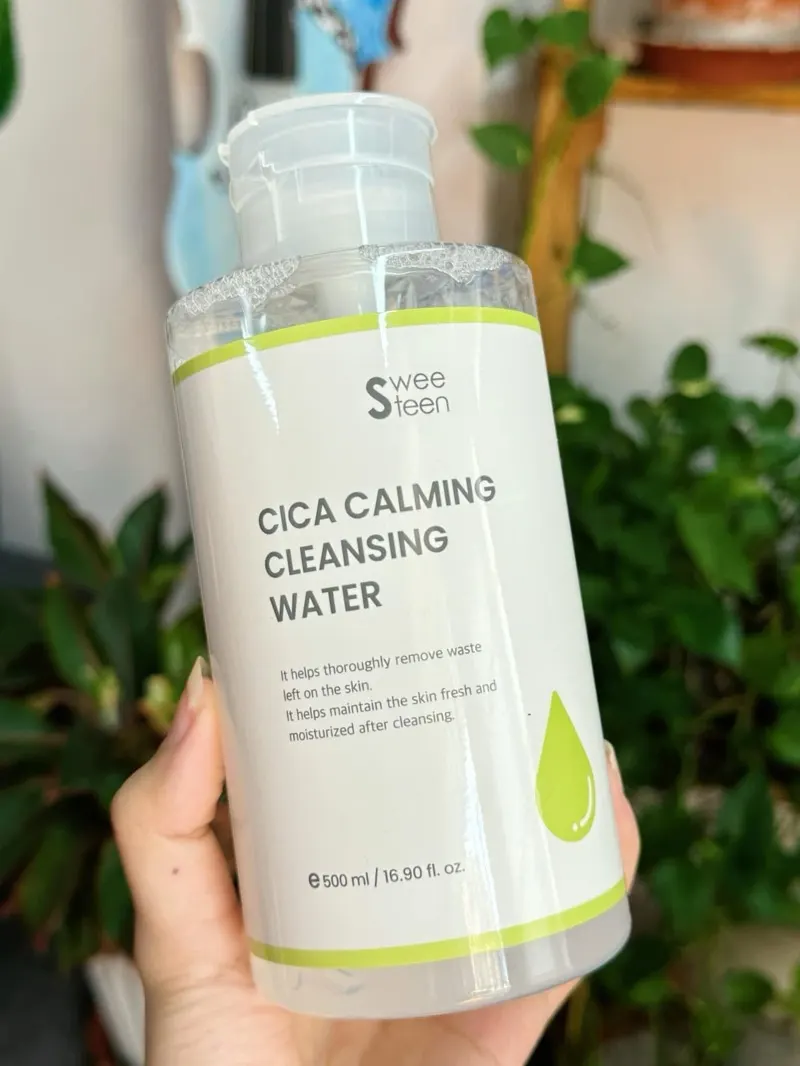 Swee
teen
CICA CALMING
CLEANSING
WATER
It helps thoroughly remove waste
left on the skin.
It helps maintain the skin fresh and
moisturized after cleansing.
℮ 500 ml / 16.90 fl. oz.